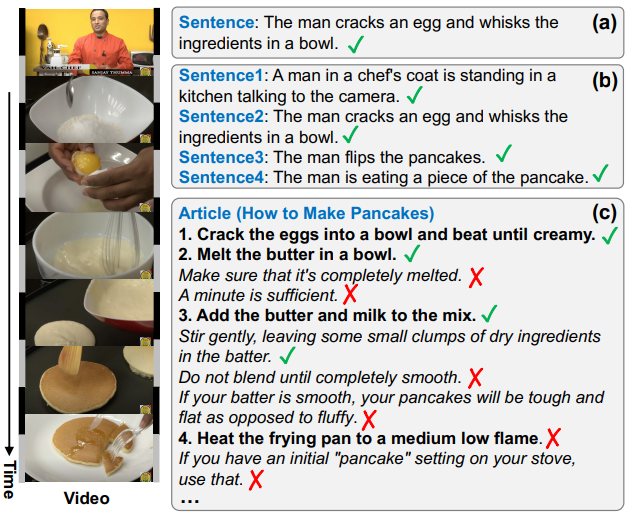 Sentence: The man cracks an egg and whisks the
ingredients in a bowl. ✓
(a)
Sentence1: A man in a chef's coat is standing in a
kitchen talking to the camera. ✓
(b)
Sentence2: The man cracks an egg and whisks the
ingredients in a bowl. ✓
Sentence3: The man flips the pancakes. ✓
Sentence4: The man is eating a piece of the pancake. ✓
Article (How to Make Pancakes)
(c)
1. Crack the eggs into a bowl and beat until creamy. ✓
2. Melt the butter in a bowl. ✓
Make sure that it's completely melted. ✗
A minute is sufficient. ✗
3. Add the butter and milk to the mix. ✓
Stir gently, leaving some small clumps of dry ingredients
in the batter. ✓
Do not blend until completely smooth. ✗
If your batter is smooth, your pancakes will be tough and
flat as opposed to fluffy. ✗
4. Heat the frying pan to a medium low flame. ✗
If you have an initial "pancake" setting on your stove,
use that. ✗
...
VAH-CHEF
SANJAY THUMMA
Time
Video